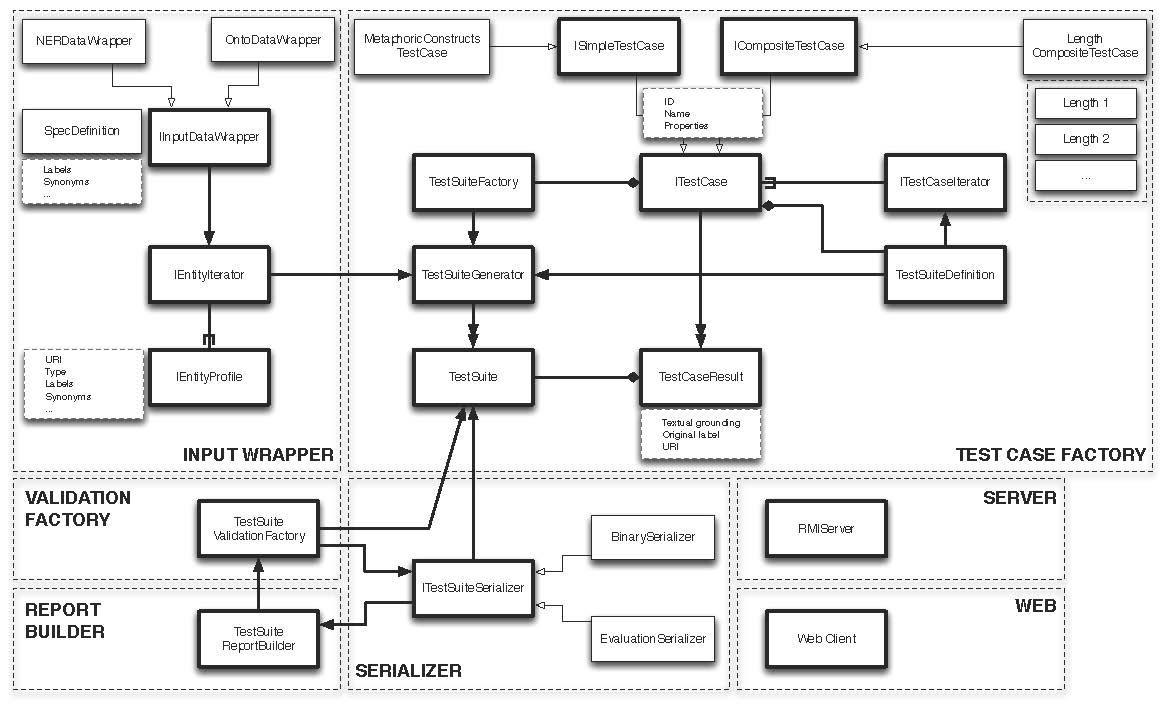 NERDataWrapper
OntoDataWrapper
SpecDefinition
Labels
Synonyms
...
IInputDataWrapper
IEntityIterator
URI
Type
Labels
Synonyms
...
IEntityProfile
INPUT WRAPPER
MetaphoricConstructs
TestCase
ISimpleTestCase
ICompositeTestCase
Length
CompositeTestCase
Length 1
Length 2
...
ID
Name
Properties
TestSuiteFactory
ITestCase
ITestCaseIterator
TestSuiteGenerator
TestSuiteDefinition
TestSuite
TestCaseResult
Textual grounding
Original label
URI
TEST CASE FACTORY
VALIDATION
FACTORY
TestSuite
ValidationFactory
REPORT
BUILDER
TestSuite
ReportBuilder
ITestSuiteSerializer
BinarySerializer
EvaluationSerializer
SERIALIZER
SERVER
RMIServer
WEB
Web Client